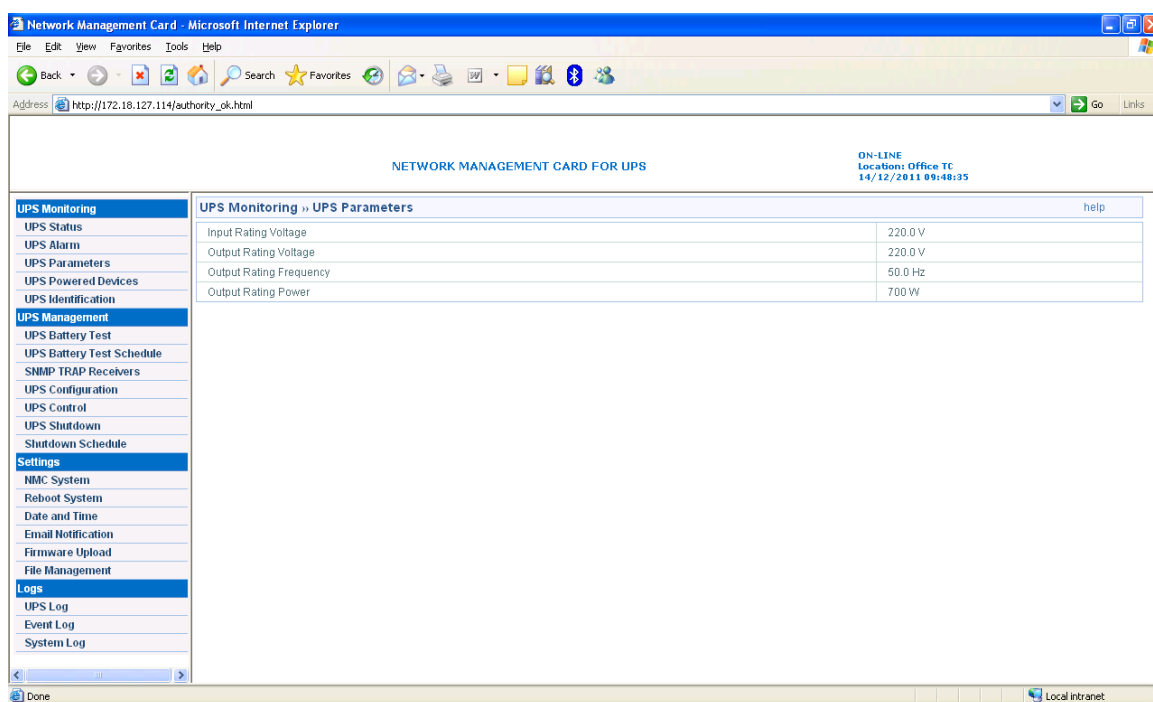 Network Management Card - Microsoft Internet Explorer
File Edit View Favorites Tools Help
Back Search Favorites
Address http://172.18.127.114/authority_ok.html Go Links
NETWORK MANAGEMENT CARD FOR UPS
ON-LINE
Location: Office TC
14/12/2011 09:48:35
UPS Monitoring
UPS Status
UPS Alarm
UPS Parameters
UPS Powered Devices
UPS Identification
UPS Management
UPS Battery Test
UPS Battery Test Schedule
SNMP TRAP Receivers
UPS Configuration
UPS Control
UPS Shutdown
Shutdown Schedule
Settings
NMC System
Reboot System
Date and Time
Email Notification
Firmware Upload
File Management
Logs
UPS Log
Event Log
System Log
UPS Monitoring ›› UPS Parameters help
Input Rating Voltage 220.0 V
Output Rating Voltage 220.0 V
Output Rating Frequency 50.0 Hz
Output Rating Power 700 W
Done Local intranet